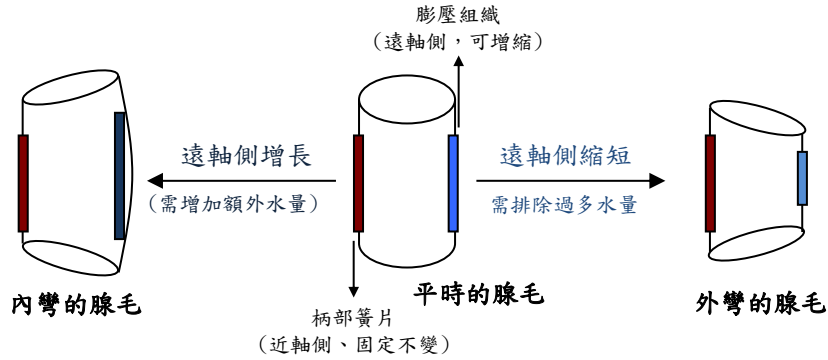 膨壓組織
（遠軸側，可增縮）
遠軸側增長
（需增加額外水量）
遠軸側縮短
需排除過多水量
內彎的腺毛
平時的腺毛
外彎的腺毛
柄部簧片
（近軸側、固定不變）